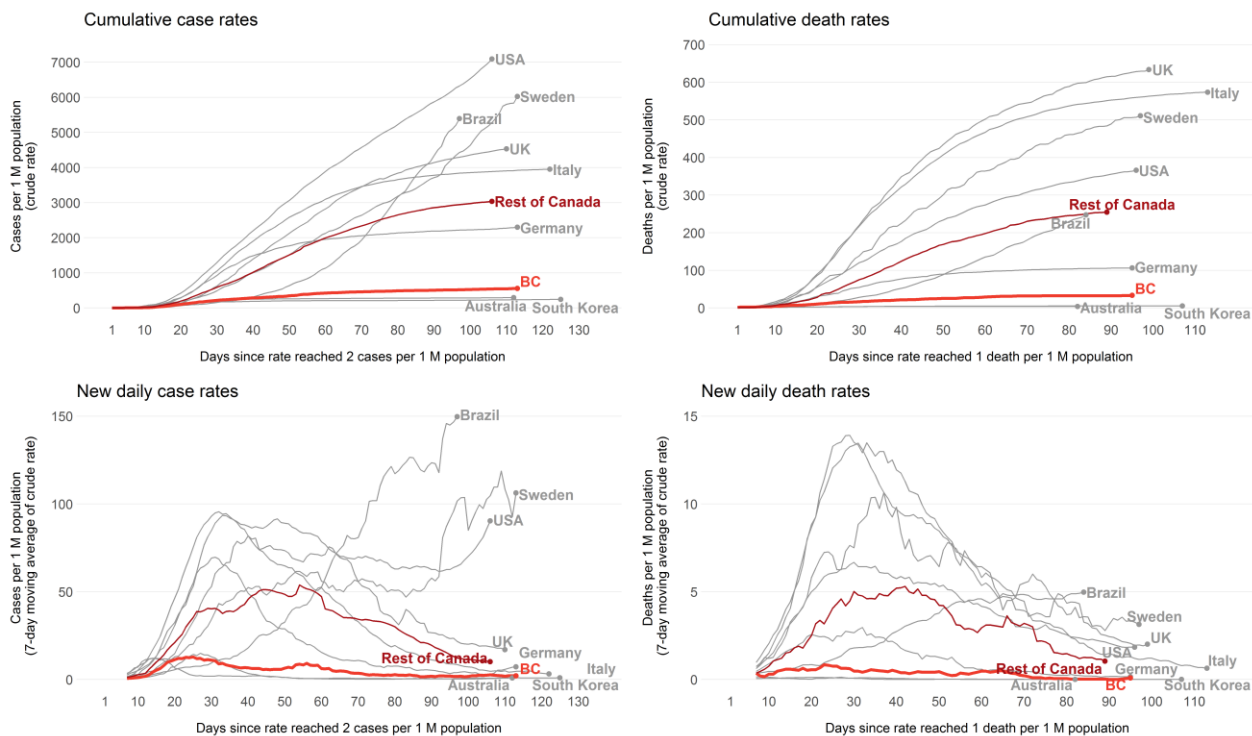 Cumulative case rates
Cases per 1 M population
(crude rate)
7000
6000
5000
4000
3000
2000
1000
0
USA
Sweden
Brazil
UK
Italy
Rest of Canada
Germany
BC
Australia
South Korea
1 10 20 30 40 50 60 70 80 90 100 110 120 130
Days since rate reached 2 cases per 1 M population
Cumulative death rates
Deaths per 1 M population
(crude rate)
700
600
500
400
300
200
100
0
UK
Italy
Sweden
USA
Rest of Canada
Brazil
Germany
BC
Australia
South Korea
1 10 20 30 40 50 60 70 80 90 100 110
Days since rate reached 1 death per 1 M population
New daily case rates
Cases per 1 M population
(7-day moving average of crude rate)
150
100
50
0
Brazil
Sweden
USA
UK
Germany
Rest of Canada
BC
Italy
Australia
South Korea
1 10 20 30 40 50 60 70 80 90 100 110 120 130
Days since rate reached 2 cases per 1 M population
New daily death rates
Deaths per 1 M population
(7-day moving average of crude rate)
15
10
5
0
Brazil
Sweden
UK
USA
Rest of Canada
Germany
Italy
Australia
BC
South Korea
1 10 20 30 40 50 60 70 80 90 100 110
Days since rate reached 1 death per 1 M population